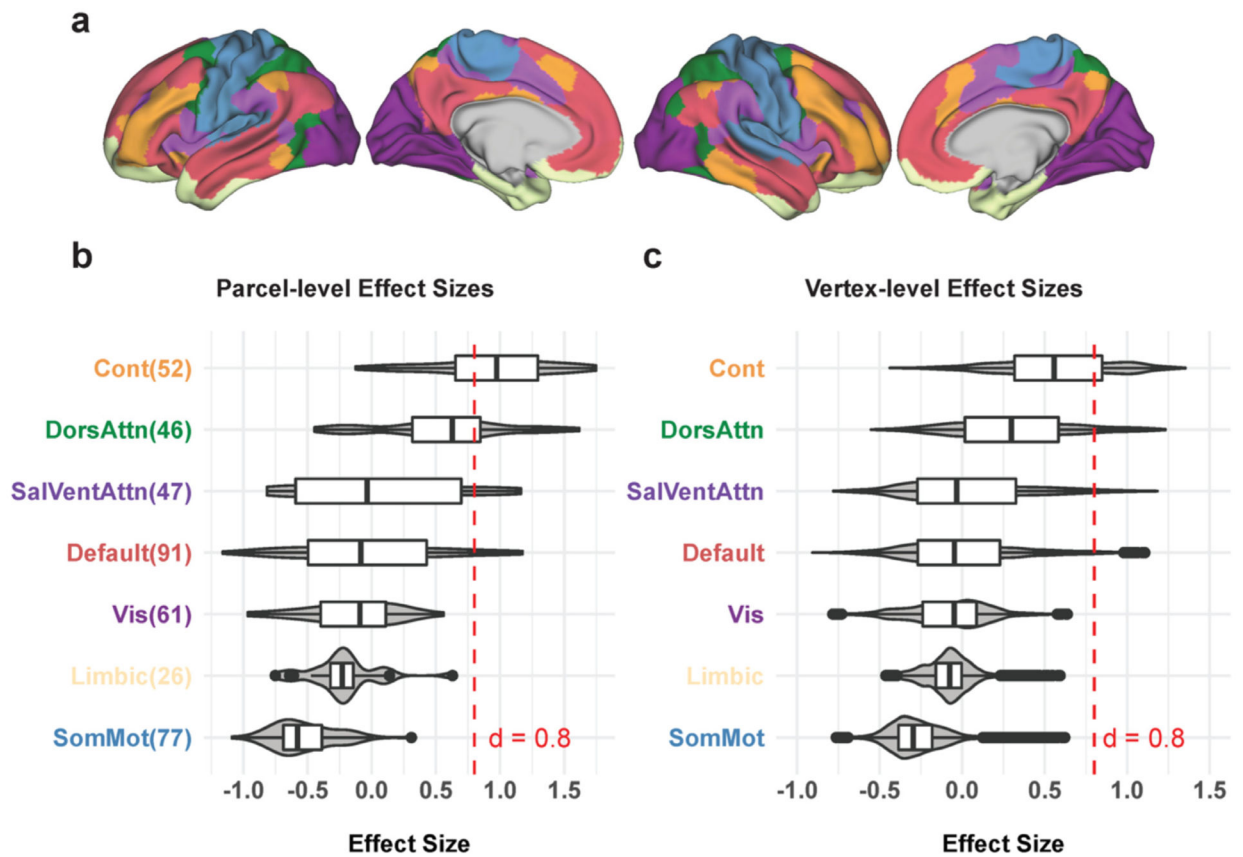 a
b
c
Parcel-level Effect Sizes
Vertex-level Effect Sizes
Cont(52)
DorsAttn(46)
SalVentAttn(47)
Default(91)
Vis(61)
Limbic(26)
SomMot(77)
d = 0.8
-1.0 -0.5 0.0 0.5 1.0 1.5
Effect Size
Cont
DorsAttn
SalVentAttn
Default
Vis
Limbic
SomMot
d = 0.8
-1.0 -0.5 0.0 0.5 1.0 1.5
Effect Size